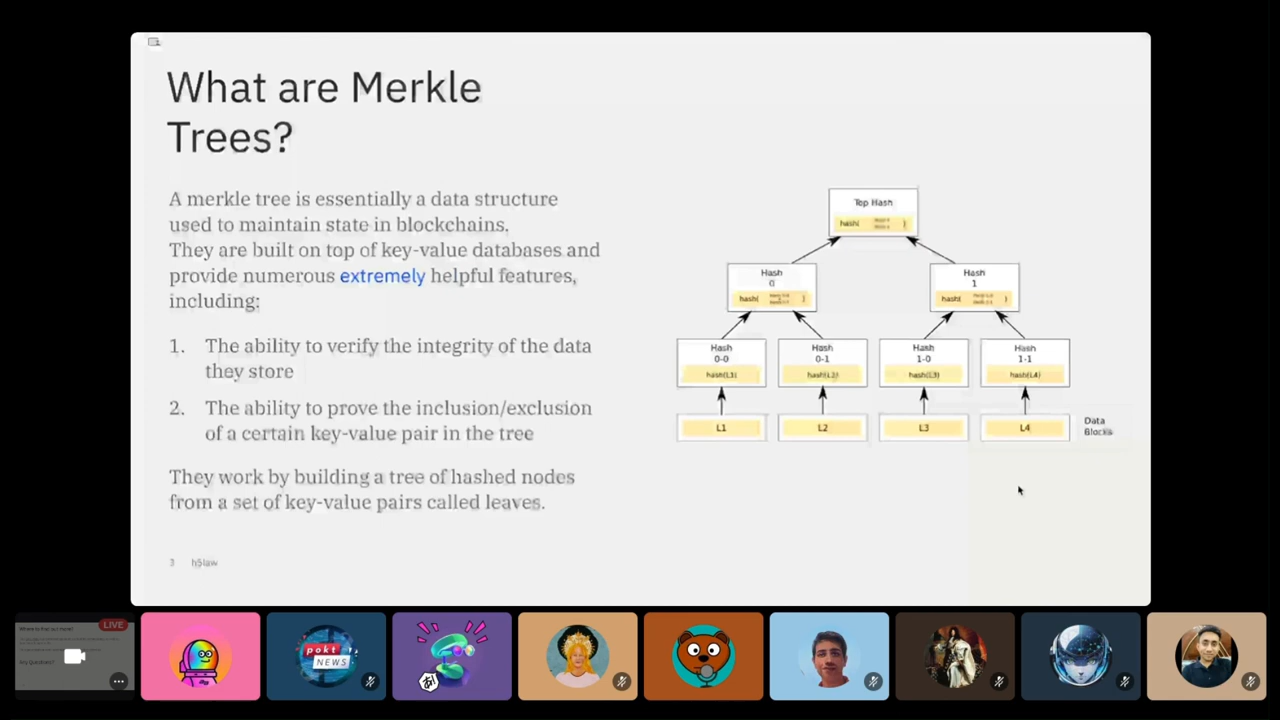 What are Merkle
Trees?
A merkle tree is essentially a data structure
used to maintain state in blockchains.
They are built on top of key-value databases and
provide numerous extremely helpful features,
including:
1. The ability to verify the integrity of the data
they store
2. The ability to prove the inclusion/exclusion
of a certain key-value pair in the tree
They work by building a tree of hashed nodes
from a set of key-value pairs called leaves.
3 h5law
Top Hash
hash( )
Hash
0
hash( )
Hash
1
hash( )
Hash
0-0
hash(L1)
Hash
0-1
hash(L2)
Hash
1-0
hash(L3)
Hash
1-1
hash(L4)
L1
L2
L3
L4
Data
Blocks
LIVE
Any Questions?
pokt
NEWS